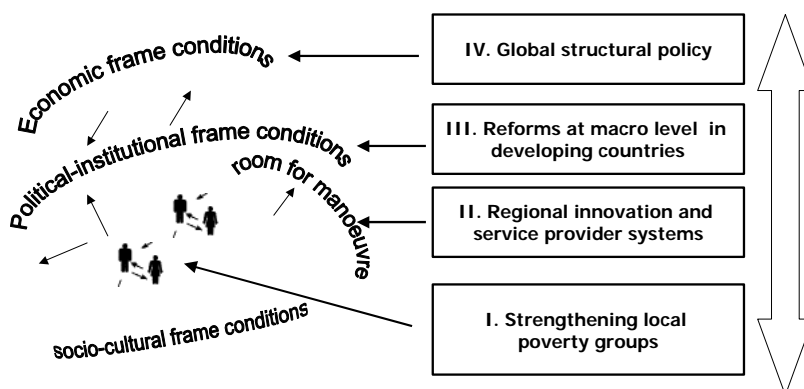 Economic frame conditions
Political-institutional frame conditions
room for manoeuvre
socio-cultural frame conditions
IV. Global structural policy
III. Reforms at macro level in
developing countries
II. Regional innovation and
service provider systems
I. Strengthening local
poverty groups